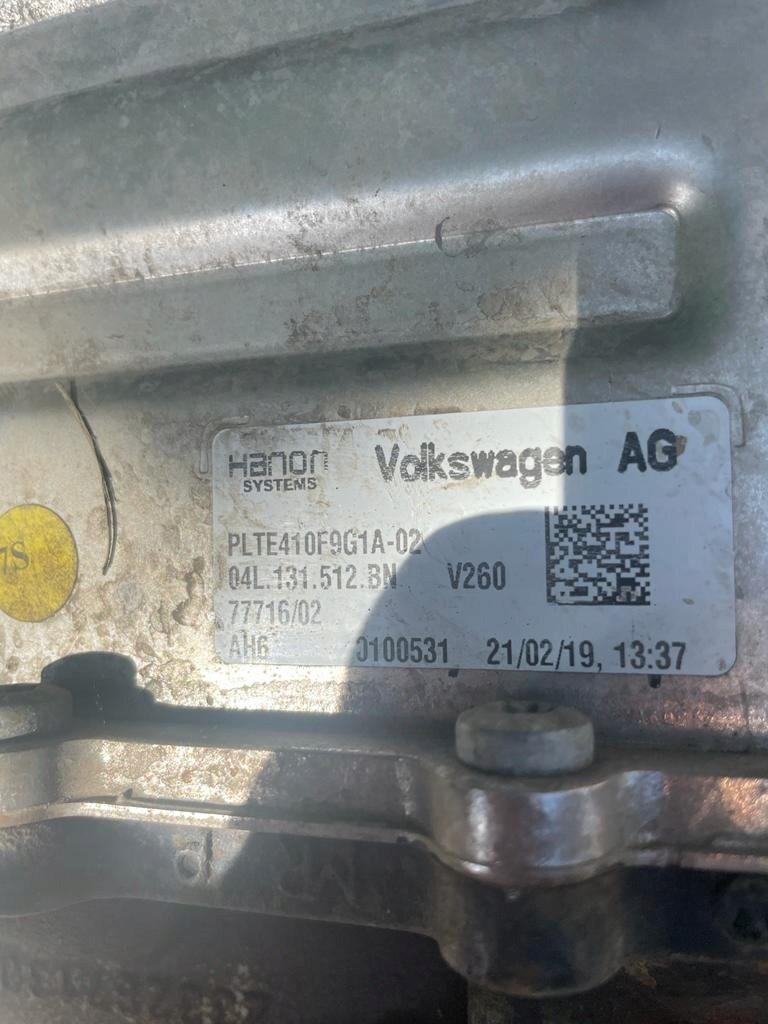 Hanon Volkswagen AG
SYSTEMS
PLTE410F9G1A-02
04L.131.512.BN V260
77716/02
AH6 0100531 21/02/19, 13:37